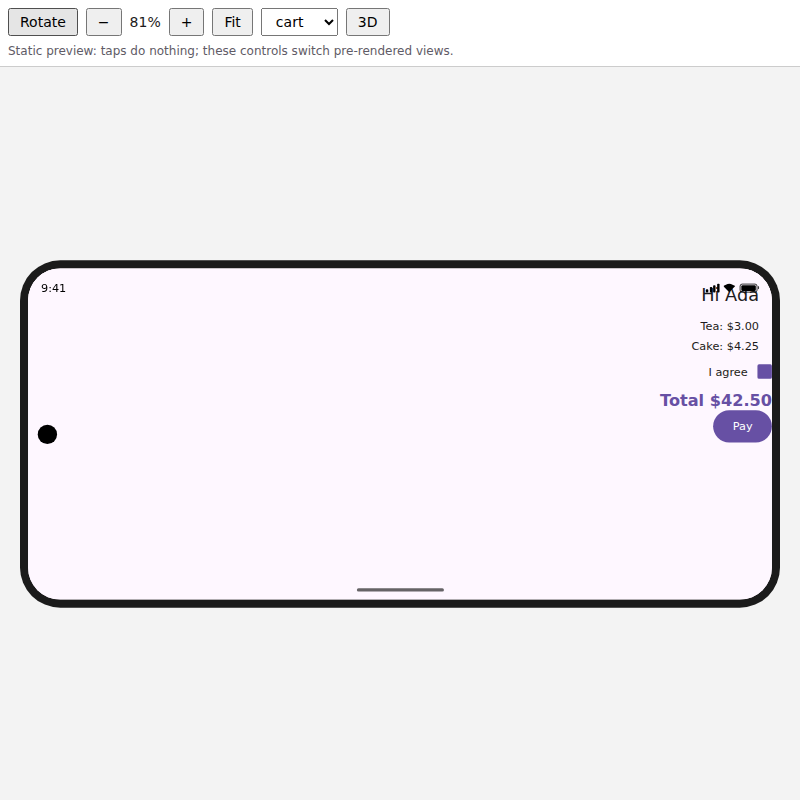 Rotate − 81% + Fit cart 3D
Static preview: taps do nothing; these controls switch pre-rendered views.
9:41
Hi Ada
Tea: $3.00
Cake: $4.25
I agree
Total $42.50
Pay